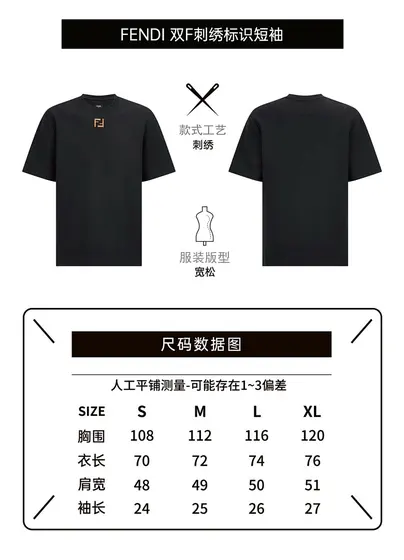 FENDI 双F刺绣标识短袖
款式工艺
刺绣
服装版型
宽松
尺码数据图
人工平铺测量-可能存在1~3偏差
SIZE S M L XL
胸围 108 112 116 120
衣长 70 72 74 76
肩宽 48 49 50 51
袖长 24 25 26 27